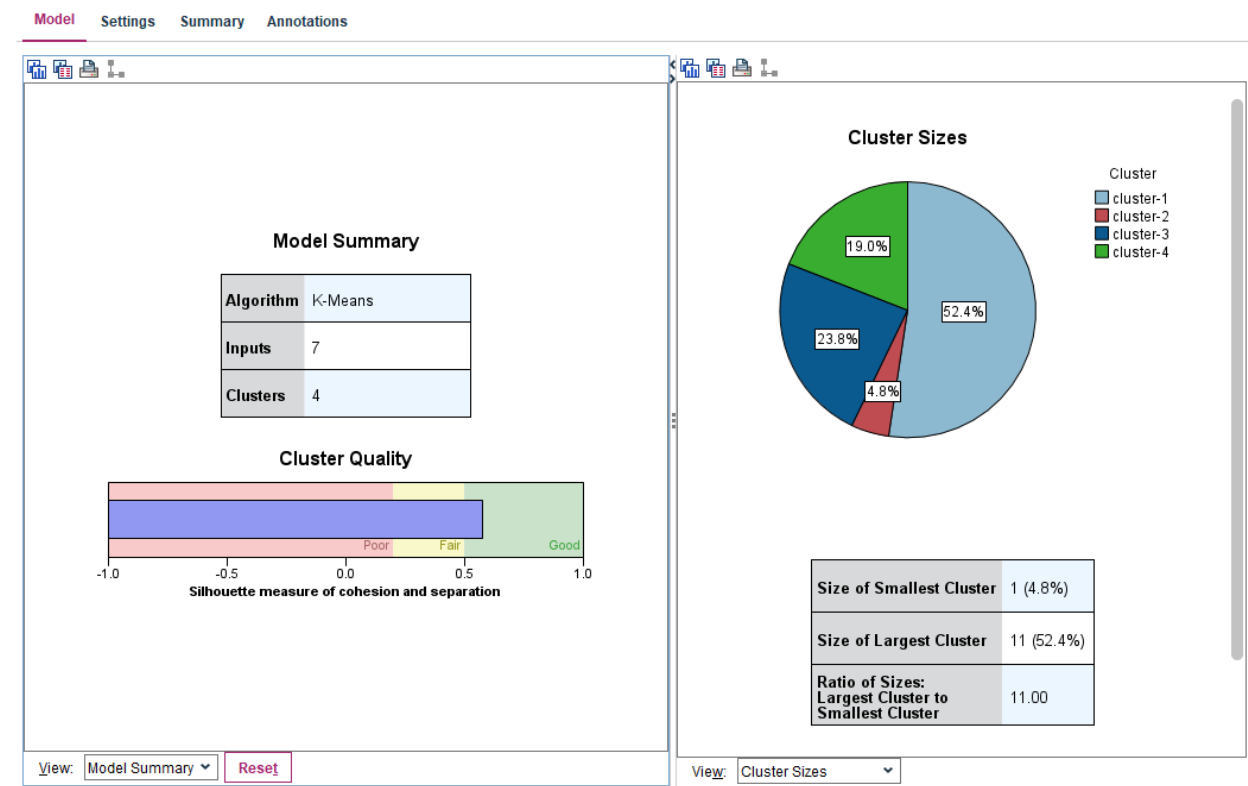 Model Settings Summary Annotations
Model Summary
Algorithm K-Means
Inputs 7
Clusters 4
Cluster Quality
Poor Fair Good
-1.0 -0.5 0.0 0.5 1.0
Silhouette measure of cohesion and separation
View: Model Summary Reset
Cluster Sizes
Cluster
cluster-1
cluster-2
cluster-3
cluster-4
19.0%
52.4%
23.8%
4.8%
Size of Smallest Cluster 1 (4.8%)
Size of Largest Cluster 11 (52.4%)
Ratio of Sizes:
Largest Cluster to
Smallest Cluster 11.00
View: Cluster Sizes